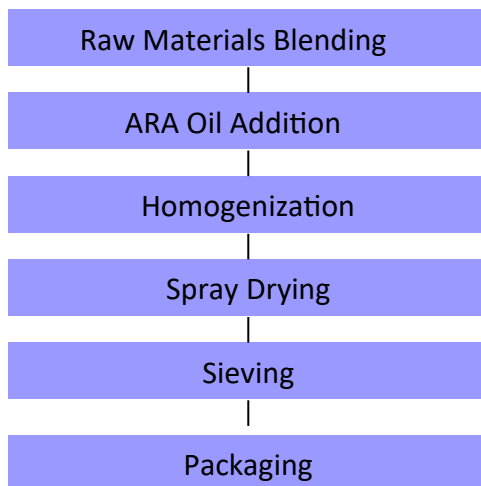 Raw Materials Blending
ARA Oil Addition
Homogenization
Spray Drying
Sieving
Packaging